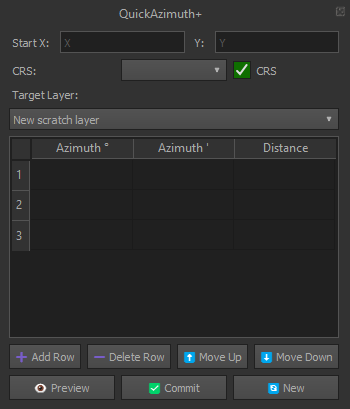 QuickAzimuth+
Start X: X Y: Y
CRS: CRS
Target Layer:
New scratch layer
Azimuth ° Azimuth ' Distance
1
2
3
Add Row Delete Row Move Up Move Down
Preview Commit New